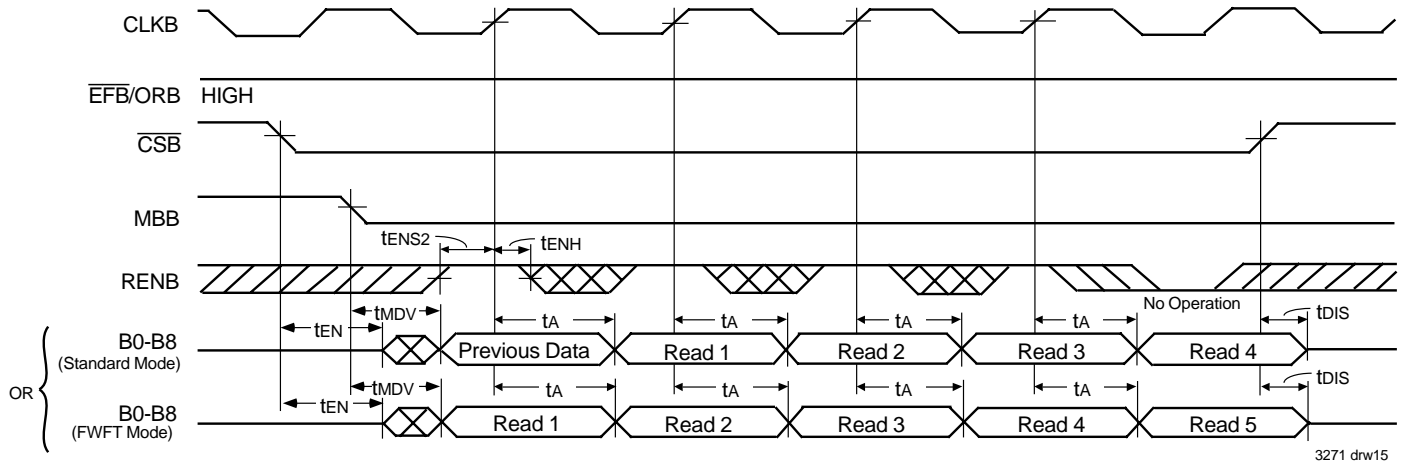 CLKB
EFB/ORB HIGH
CSB
MBB
tENS2 tENH
RENB
No Operation
tMDV
tEN tA tA tA tA tDIS
B0-B8
(Standard Mode)
Previous Data Read 1 Read 2 Read 3 Read 4
OR
tMDV
tEN tA tA tA tA tDIS
B0-B8
(FWFT Mode)
Read 1 Read 2 Read 3 Read 4 Read 5
3271 drw15